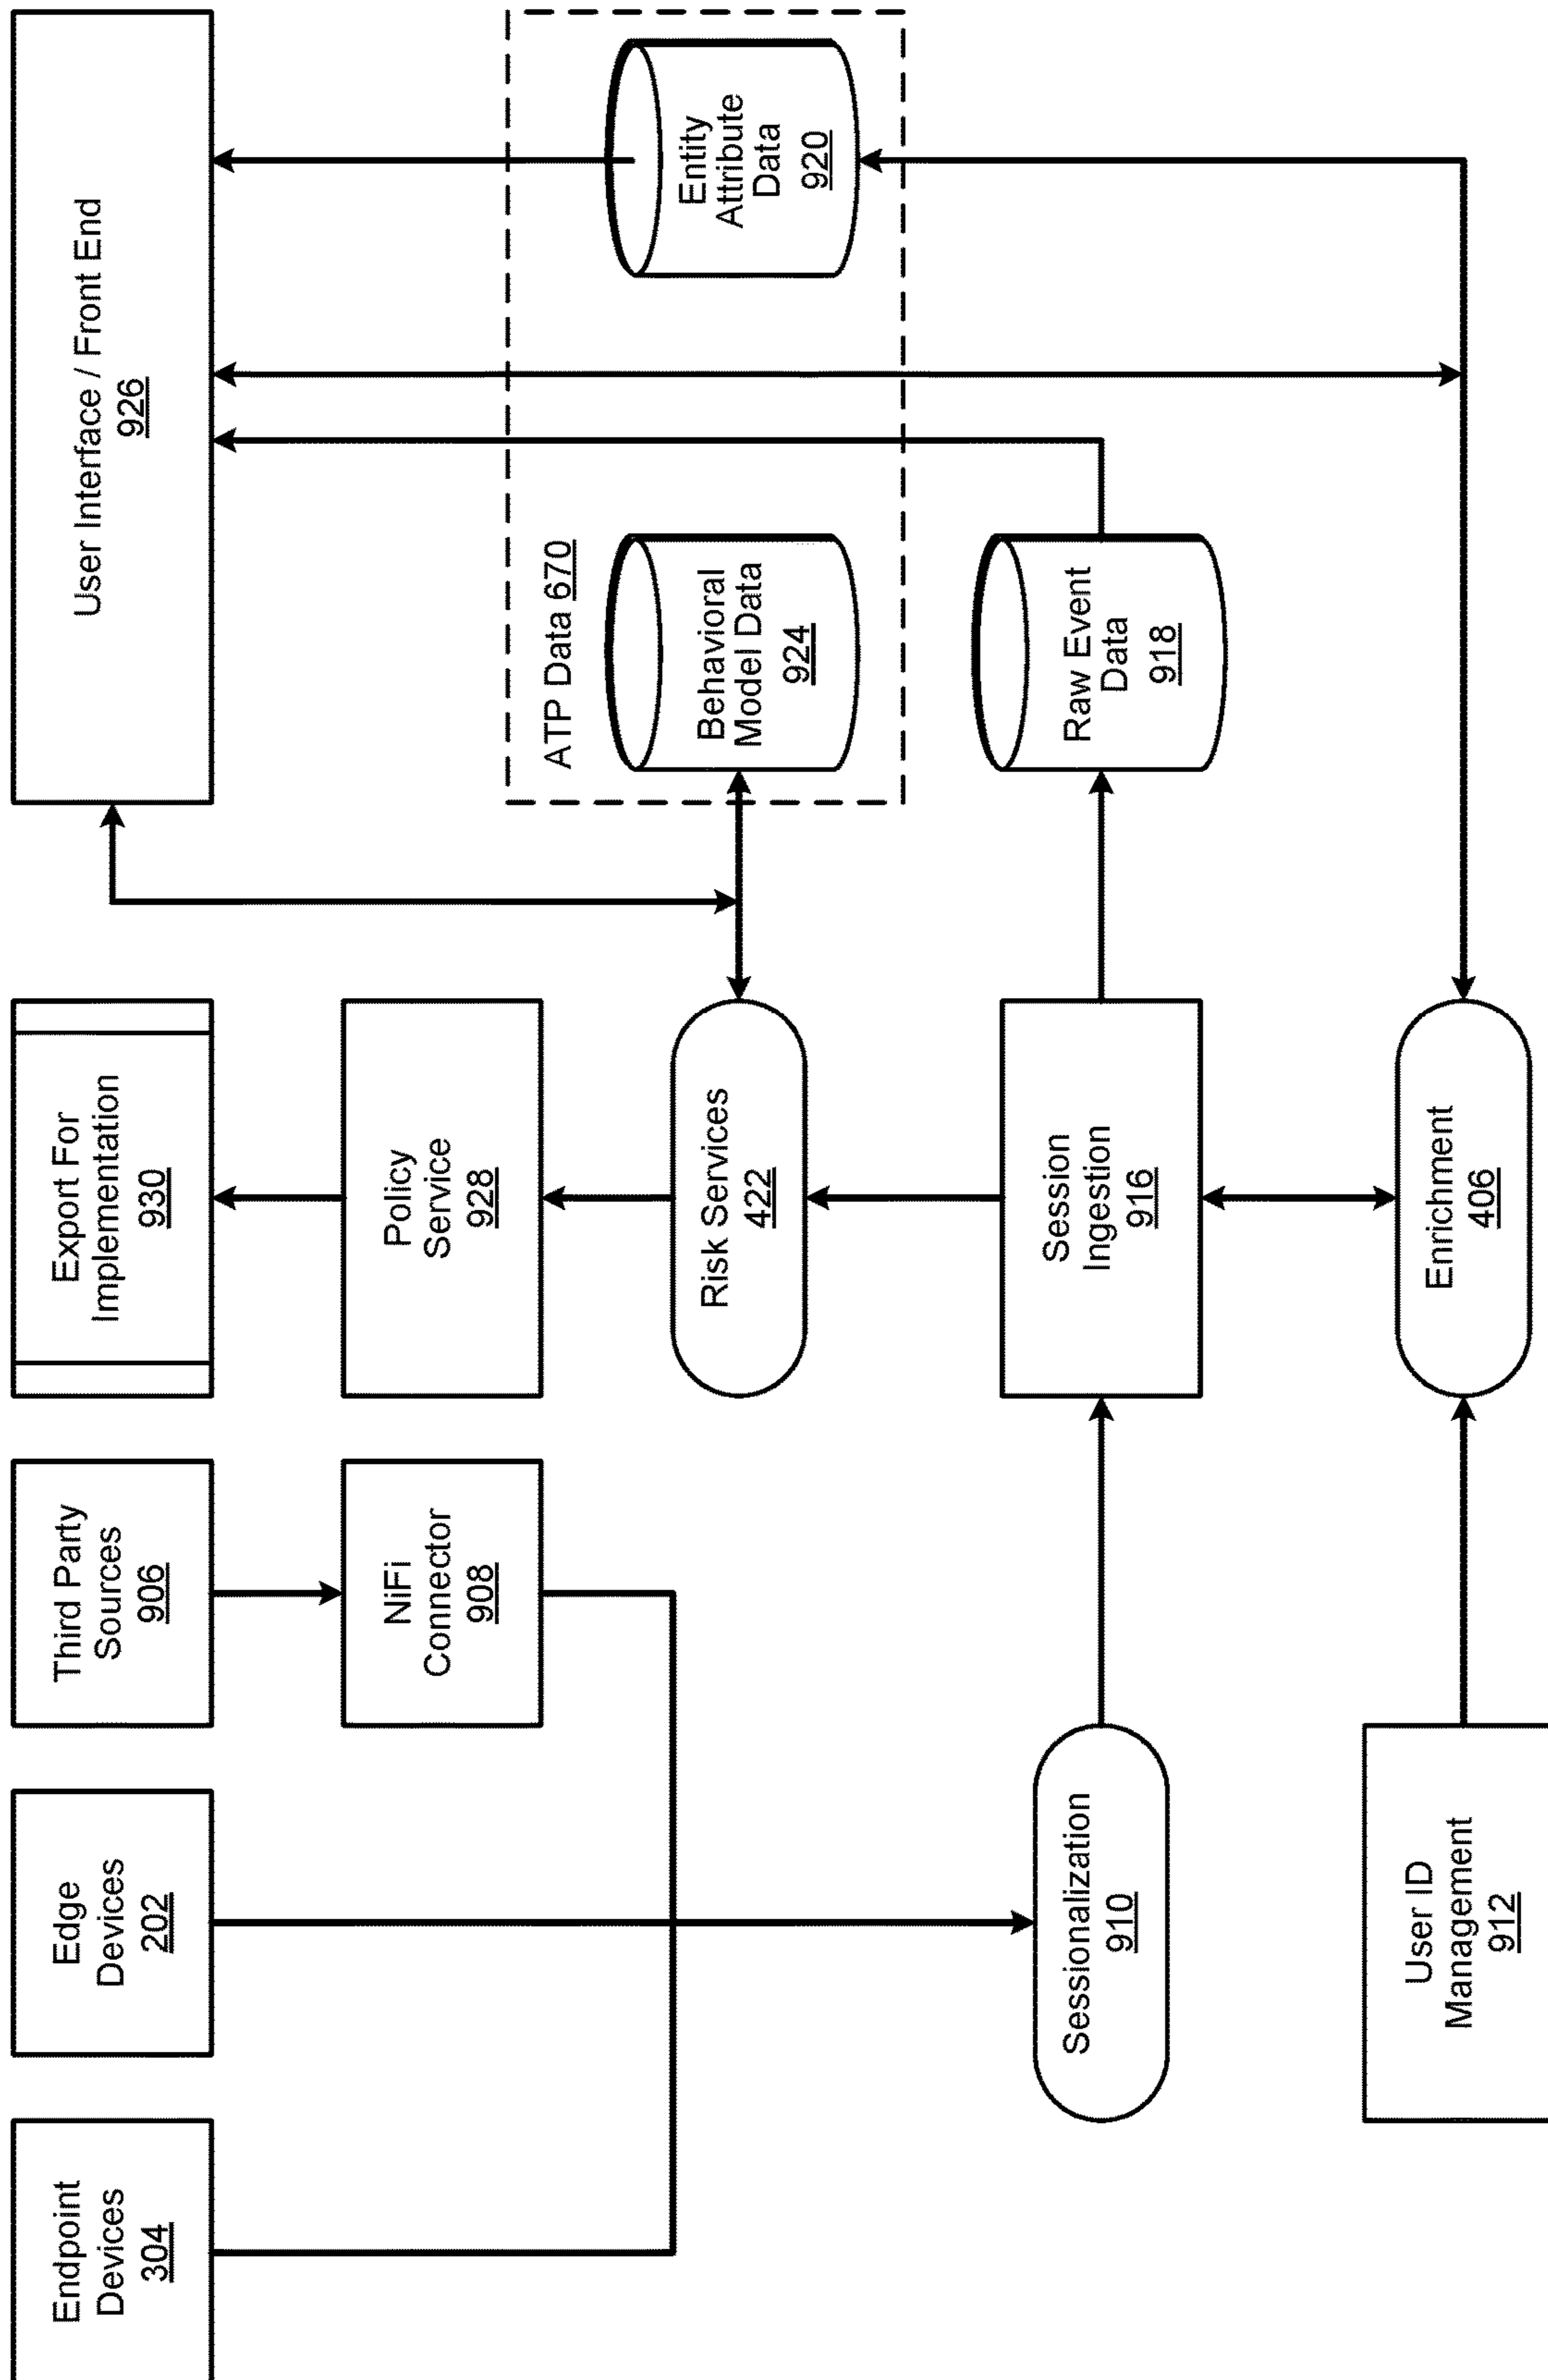 Endpoint
Devices
304
Edge
Devices
202
Third Party
Sources
906
Export For
Implementation
930
User Interface / Front End
926
NiFi
Connector
908
Policy
Service
928
ATP Data 670
Risk Services
422
Behavioral
Model Data
924
Entity
Attribute
Data
920
Sessionalization
910
Session
Ingestion
916
Raw Event
Data
918
User ID
Management
912
Enrichment
406